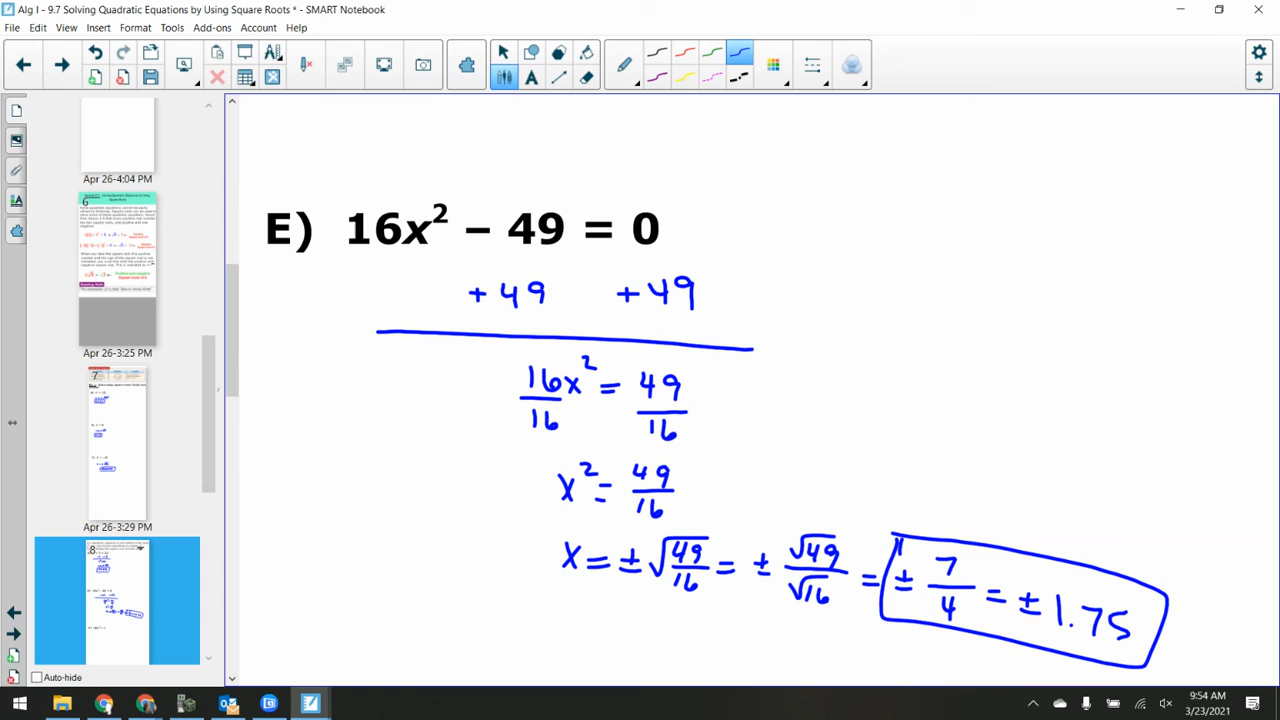 Alg I - 9.7 Solving Quadratic Equations by Using Square Roots * - SMART Notebook
File Edit View Insert Format Tools Add-ons Account Help
Apr 26-4:04 PM
6
Apr 26-3:25 PM
7
Apr 26-3:29 PM
8
Auto-hide
E) 16x² − 49 = 0
+49 +49
16x² = 49
16 16
x² = 49/16
x = ± √(49/16) = ± √49/√16 = ± 7/4 = ± 1.75
9:54 AM
3/23/2021